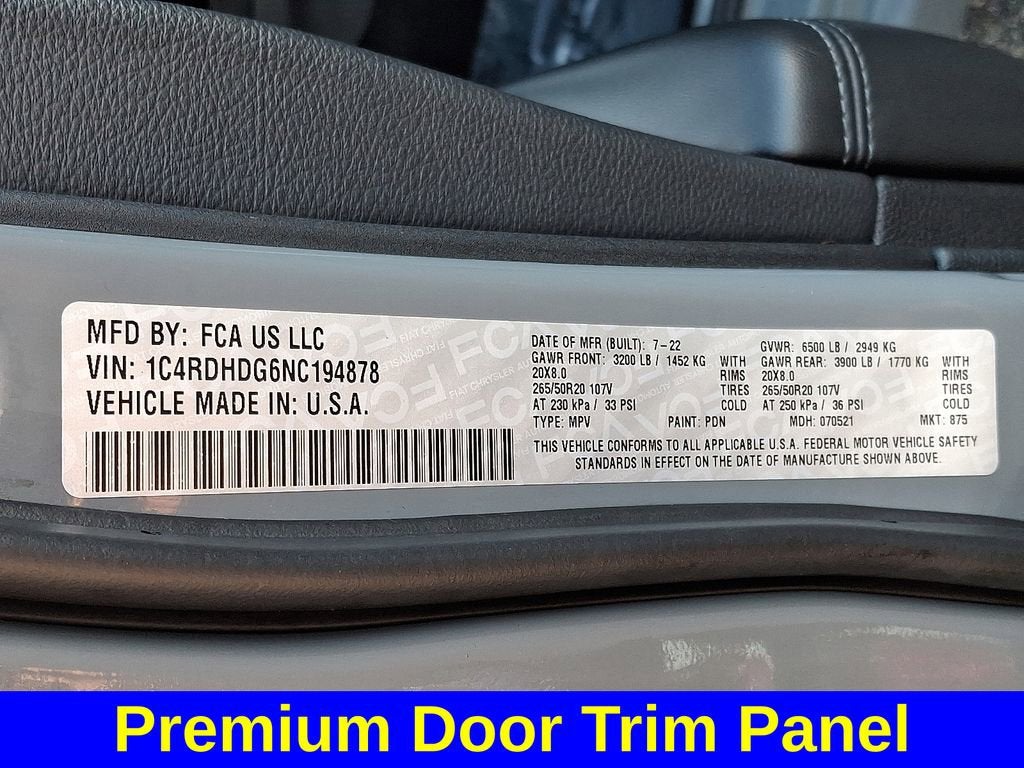 MFD BY: FCA US LLC
VIN: 1C4RDHDG6NC194878
VEHICLE MADE IN: U.S.A.
DATE OF MFR (BUILT): 7-22 GVWR: 6500 LB / 2949 KG
GAWR FRONT: 3200 LB / 1452 KG WITH GAWR REAR: 3900 LB / 1770 KG WITH
20X8.0 RIMS 20X8.0 RIMS
265/50R20 107V TIRES 265/50R20 107V TIRES
AT 230 kPa / 33 PSI COLD AT 250 kPa / 36 PSI COLD
TYPE: MPV PAINT: PDN MDH: 070521 MKT: 875
THIS VEHICLE CONFORMS TO ALL APPLICABLE U.S.A. FEDERAL MOTOR VEHICLE SAFETY
STANDARDS IN EFFECT ON THE DATE OF MANUFACTURE SHOWN ABOVE.
Premium Door Trim Panel